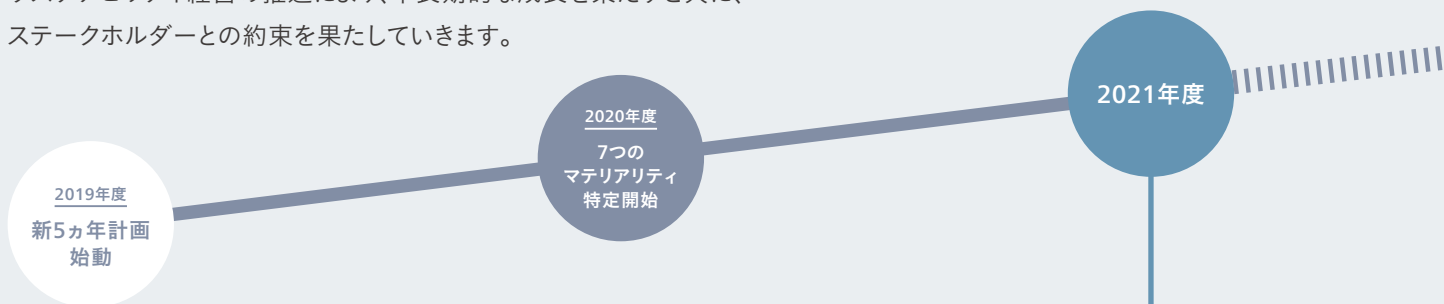 ステークホルダーとの約束を果たしていきます。
2019年度
新5ヵ年計画
始動
2020年度
7つの
マテリアリティ
特定開始
2021年度